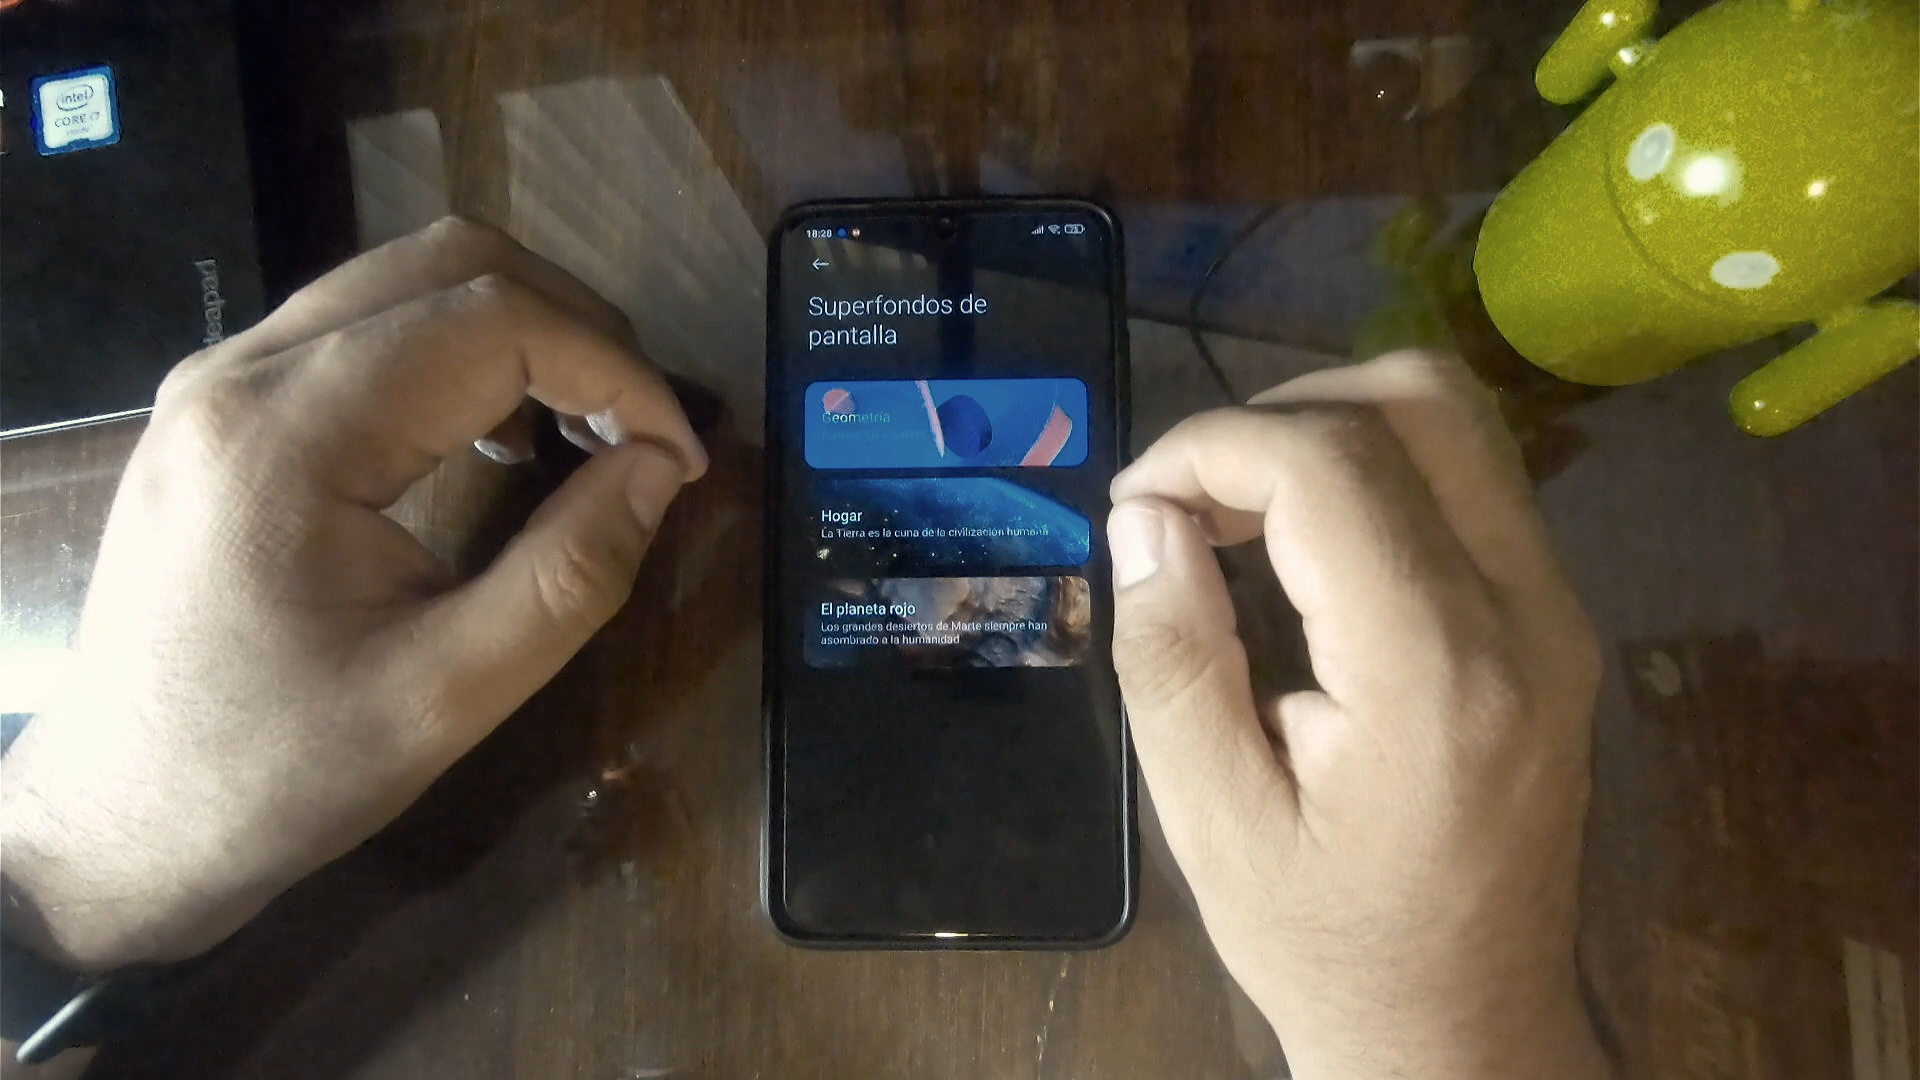 intel
CORE i7
ideapad
18:28
Superfondos de
pantalla
Geometría
Hogar
La Tierra es la cuna de la civilización humana
El planeta rojo
Los grandes desiertos de Marte siempre han
asombrado a la humanidad